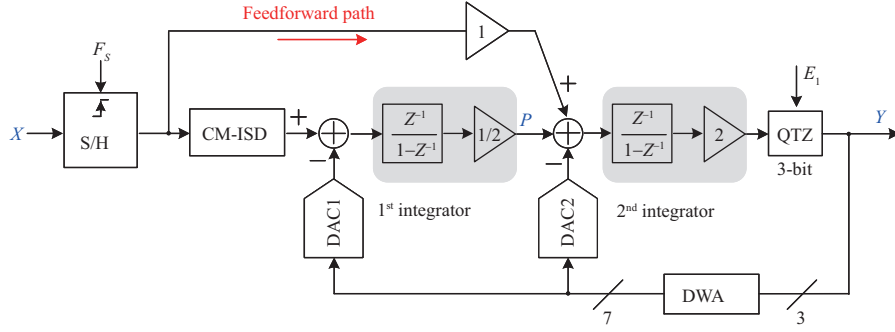 Feedforward path
1
F_S
E_1
X
S/H
CM-ISD
+
−
Z^{-1}
1−Z^{-1}
1/2
P
+
−
Z^{-1}
1−Z^{-1}
2
QTZ
3-bit
Y
DAC1
1st integrator
DAC2
2nd integrator
7
DWA
3